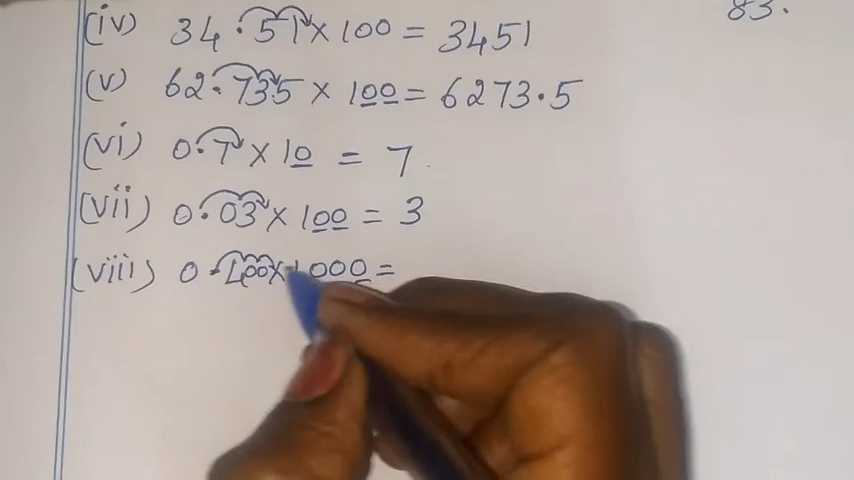 83.
(iv) 34.51 × 100 = 3451
(v) 62.735 × 100 = 6273.5
(vi) 0.7 × 10 = 7
(vii) 0.03 × 100 = 3
(viii) 0.400 × 1000 =